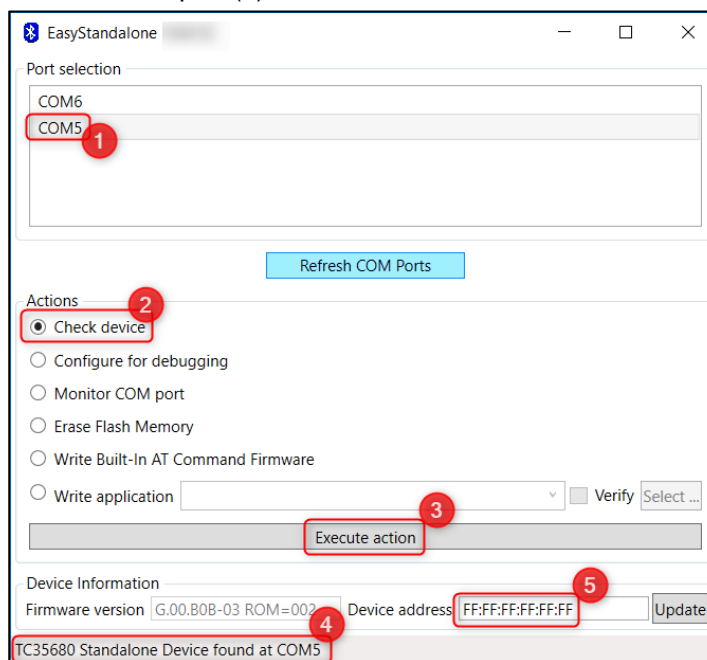 EasyStandalone
Port selection
COM6
COM5
1
Refresh COM Ports
Actions
2
Check device
Configure for debugging
Monitor COM port
Erase Flash Memory
Write Built-In AT Command Firmware
Write application Verify Select ...
3
Execute action
Device Information
5
Firmware version G.00.B0B-03 ROM=002 Device address FF:FF:FF:FF:FF:FF Update
4
TC35680 Standalone Device found at COM5